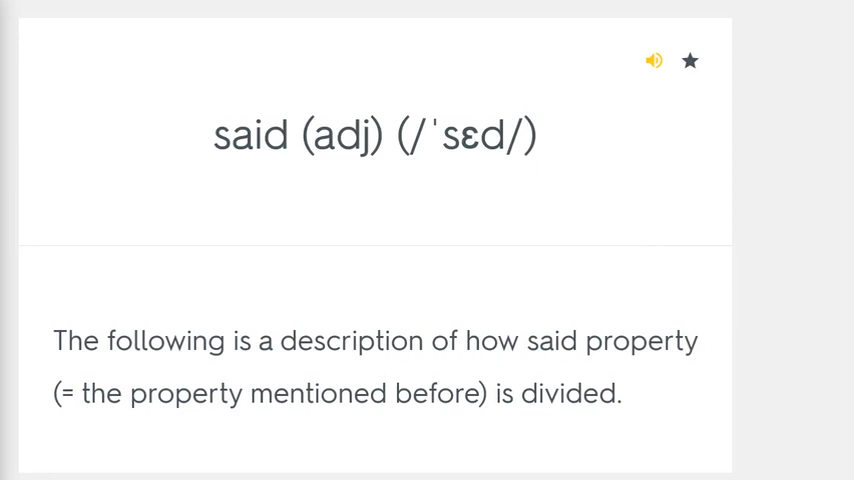 said (adj) (/ˈsɛd/)
The following is a description of how said property
(= the property mentioned before) is divided.